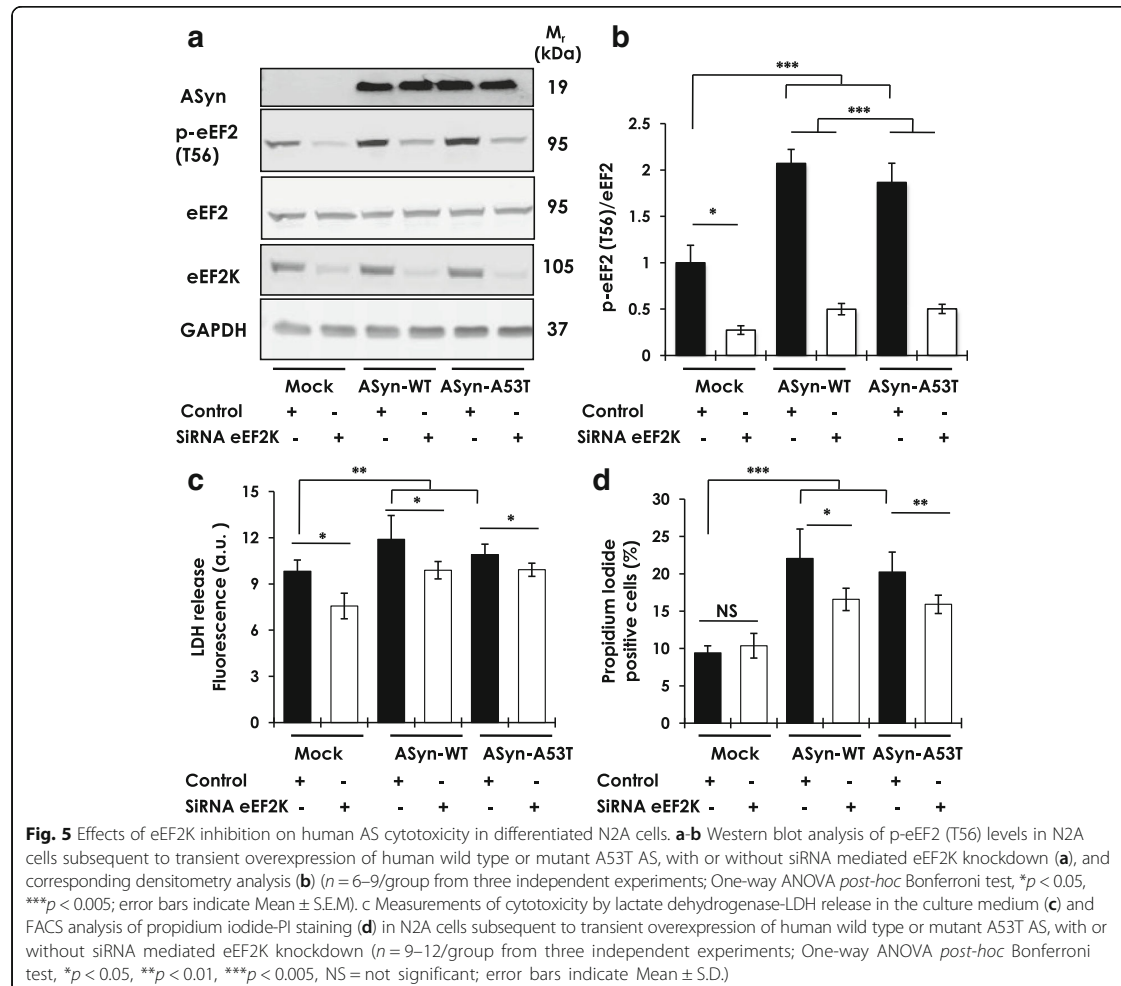 a
Mr
(kDa)
ASyn
19
p-eEF2
(T56)
95
eEF2
95
eEF2K
105
GAPDH
37
Mock ASyn-WT ASyn-A53T
Control + - + - + -
SiRNA eEF2K - + - + - +
b
***
***
*
p-eEF2 (T56)/eEF2
2.5
2
1.5
1
0.5
0
Mock ASyn-WT ASyn-A53T
Control + - + - + -
SiRNA eEF2K - + - + - +
c
**
*
*
*
LDH release
Fluorescence (a.u.)
15
12
9
6
3
0
Mock ASyn-WT ASyn-A53T
Control + - + - + -
SiRNA eEF2K - + - + - +
d
***
*
**
NS
Propidium Iodide
positive cells (%)
30
25
20
15
10
5
0
Mock ASyn-WT ASyn-A53T
Control + - + - + -
SiRNA eEF2K - + - + - +
Fig. 5 Effects of eEF2K inhibition on human AS cytotoxicity in differentiated N2A cells. a-b Western blot analysis of p-eEF2 (T56) levels in N2A
cells subsequent to transient overexpression of human wild type or mutant A53T AS, with or without siRNA mediated eEF2K knockdown (a), and
corresponding densitometry analysis (b) (n = 6–9/group from three independent experiments; One-way ANOVA post-hoc Bonferroni test, *p < 0.05,
***p < 0.005; error bars indicate Mean ± S.E.M). c Measurements of cytotoxicity by lactate dehydrogenase-LDH release in the culture medium (c) and
FACS analysis of propidium iodide-PI staining (d) in N2A cells subsequent to transient overexpression of human wild type or mutant A53T AS, with or
without siRNA mediated eEF2K knockdown (n = 9–12/group from three independent experiments; One-way ANOVA post-hoc Bonferroni
test, *p < 0.05, **p < 0.01, ***p < 0.005, NS = not significant; error bars indicate Mean ± S.D.)